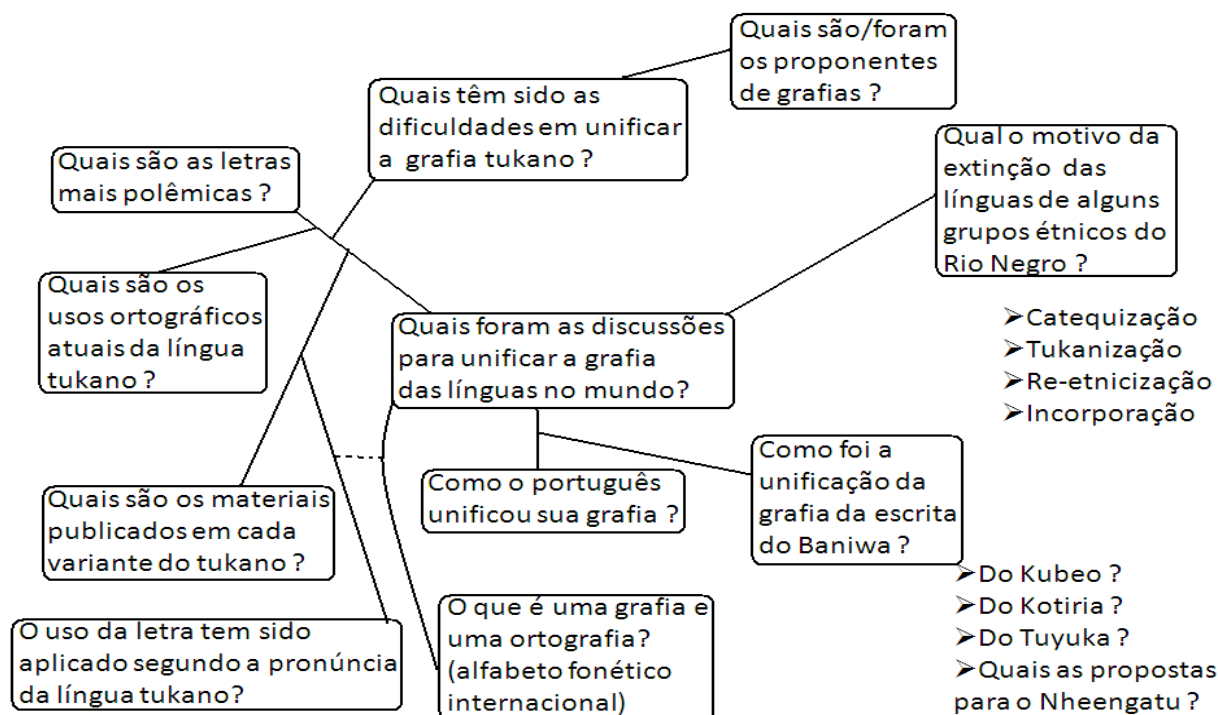 Quais são/foram
os proponentes
de grafias ?
Quais têm sido as
dificuldades em unificar
a grafia tukano ?
Qual o motivo da
extinção das
línguas de alguns
grupos étnicos do
Rio Negro ?
Quais são as letras
mais polêmicas ?
Quais são os
usos ortográficos
atuais da língua
tukano ?
Quais foram as discussões
para unificar a grafia
das línguas no mundo?
➢Catequização
➢Tukanização
➢Re-etnicização
➢Incorporação
Como o português
unificou sua grafia ?
Como foi a
unificação da
grafia da escrita
do Baniwa ?
Quais são os materiais
publicados em cada
variante do tukano ?
➢Do Kubeo ?
➢Do Kotiria ?
➢Do Tuyuka ?
➢Quais as propostas
para o Nheengatu ?
O uso da letra tem sido
aplicado segundo a pronúncia
da língua tukano?
O que é uma grafia e
uma ortografia?
(alfabeto fonético
internacional)